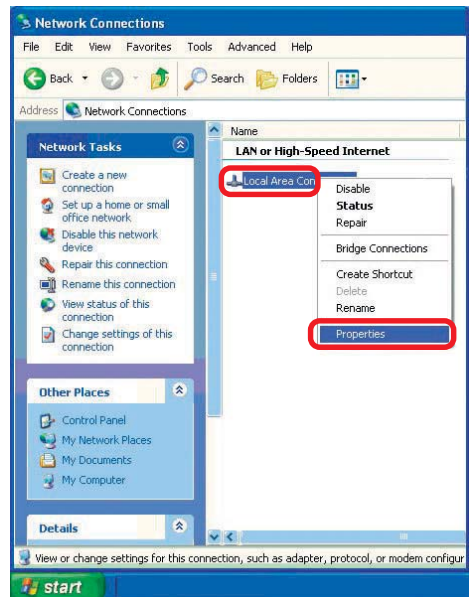 Network Connections
File Edit View Favorites Tools Advanced Help
Back Search Folders
Address Network Connections
Network Tasks
Create a new
connection
Set up a home or small
office network
Disable this network
device
Repair this connection
Rename this connection
View status of this
connection
Change settings of this
connection
Other Places
Control Panel
My Network Places
My Documents
My Computer
Details
Name
LAN or High-Speed Internet
Local Area Con
Disable
Status
Repair
Bridge Connections
Create Shortcut
Delete
Rename
Properties
View or change settings for this connection, such as adapter, protocol, or modem configur
start